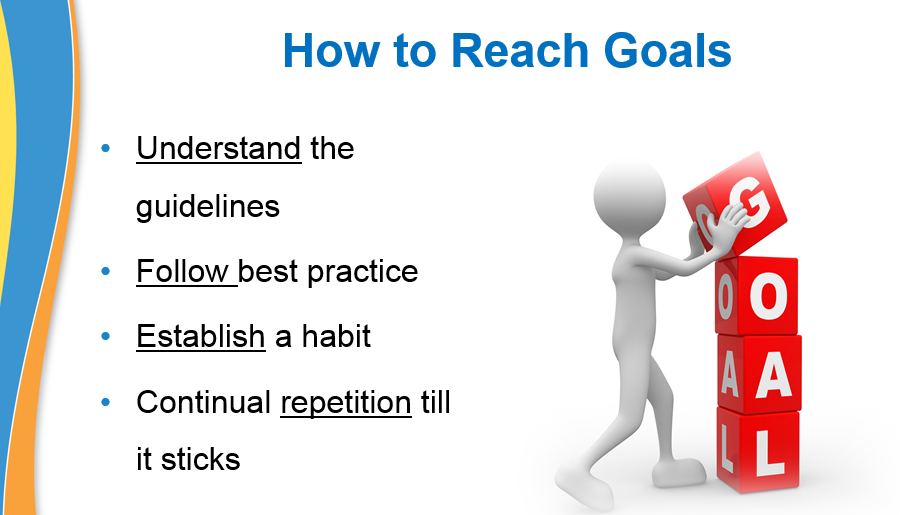 How to Reach Goals
• Understand the
guidelines
• Follow best practice
• Establish a habit
• Continual repetition till
it sticks
G G
O O
A A
L L